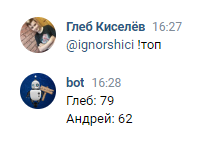 Глеб Киселёв 16:27
@ignorshici !топ
bot 16:28
Глеб: 79
Андрей: 62